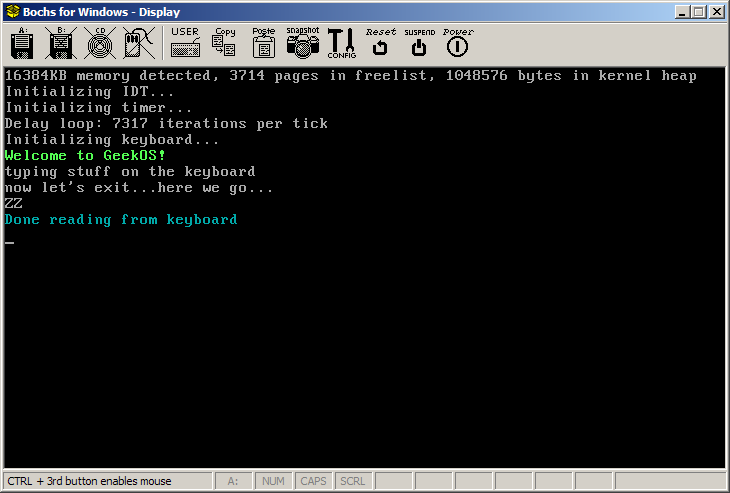 Bochs for Windows - Display
A: B: CD USER Copy Paste snapshot CONFIG Reset SUSPEND Power
16384KB memory detected, 3714 pages in freelist, 1048576 bytes in kernel heap
Initializing IDT...
Initializing timer...
Delay loop: 7317 iterations per tick
Initializing keyboard...
Welcome to GeekOS!
typing stuff on the keyboard
now let's exit...here we go...
ZZ
Done reading from keyboard
_
CTRL + 3rd button enables mouse A: NUM CAPS SCRL